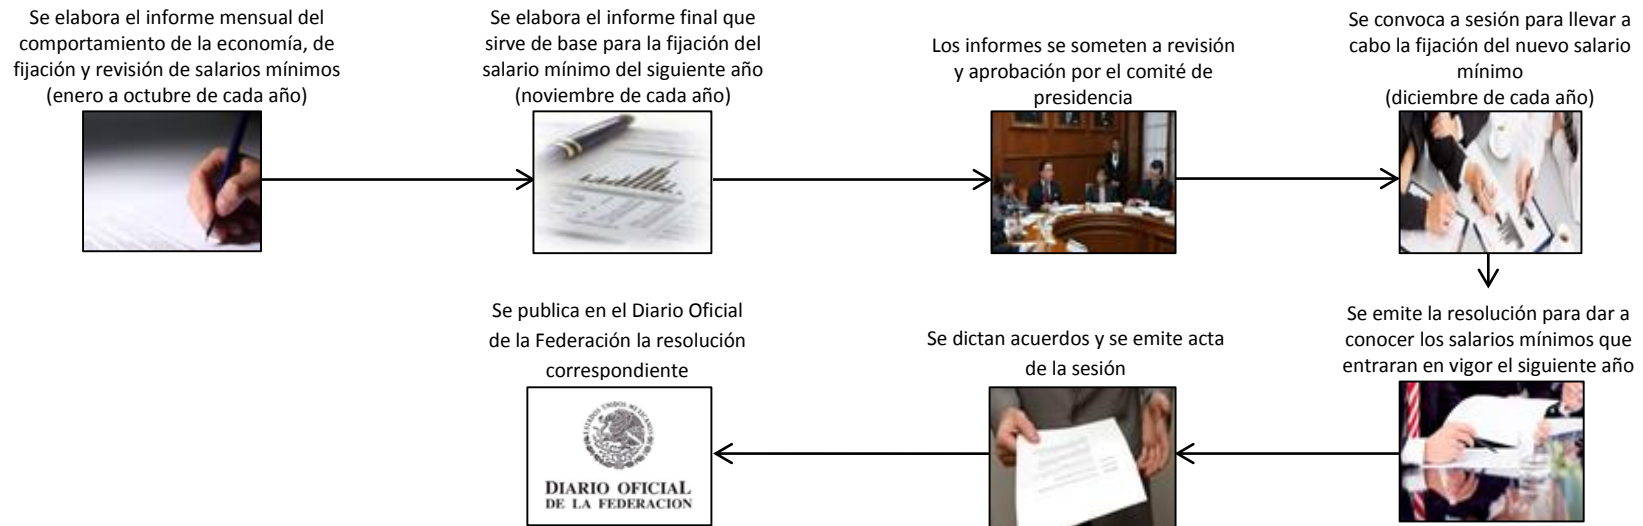 Se elabora el informe mensual del
comportamiento de la economía, de
fijación y revisión de salarios mínimos
(enero a octubre de cada año)
Se elabora el informe final que
sirve de base para la fijación del
salario mínimo del siguiente año
(noviembre de cada año)
Los informes se someten a revisión
y aprobación por el comité de
presidencia
Se convoca a sesión para llevar a
cabo la fijación del nuevo salario
mínimo
(diciembre de cada año)
Se emite la resolución para dar a
conocer los salarios mínimos que
entraran en vigor el siguiente año
Se dictan acuerdos y se emite acta
de la sesión
Se publica en el Diario Oficial
de la Federación la resolución
correspondiente
ESTADOS UNIDOS MEXICANOS
DIARIO OFICIAL
DE LA FEDERACION